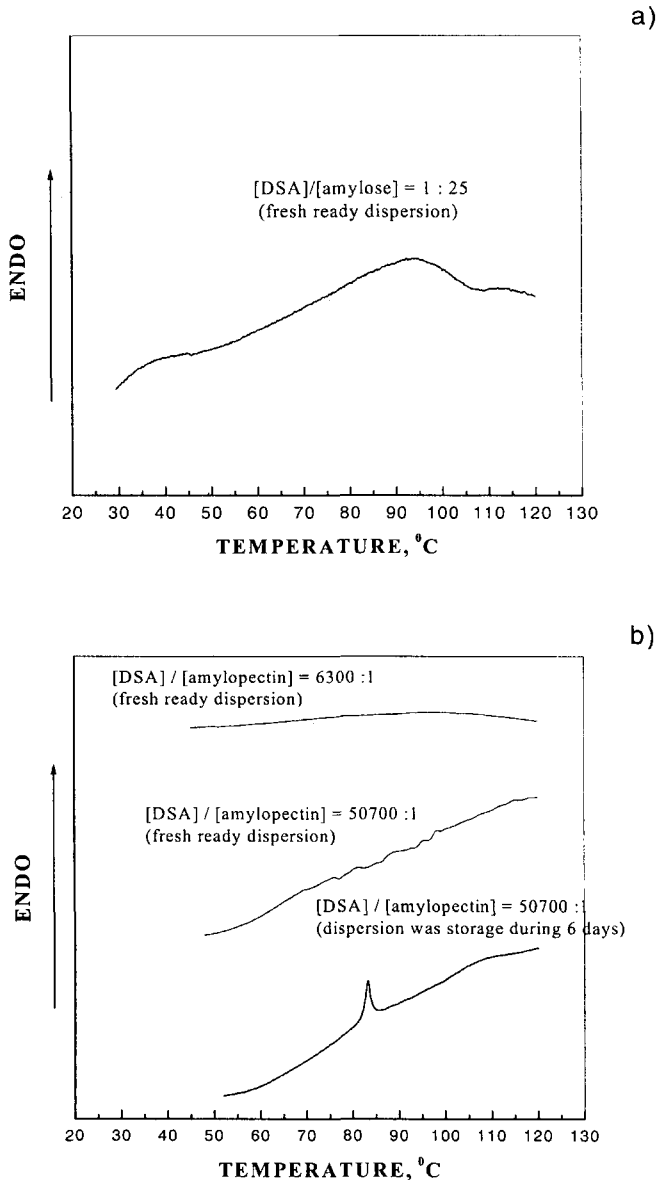 a)
ENDO
[DSA]/[amylose] = 1 : 25
(fresh ready dispersion)
20 30 40 50 60 70 80 90 100 110 120 130
TEMPERATURE, ⁰C
b)
ENDO
[DSA] / [amylopectin] = 6300 :1
(fresh ready dispersion)
[DSA] / [amylopectin] = 50700 :1
(fresh ready dispersion)
[DSA] / [amylopectin] = 50700 :1
(dispersion was storage during 6 days)
20 30 40 50 60 70 80 90 100 110 120 130
TEMPERATURE, ⁰C